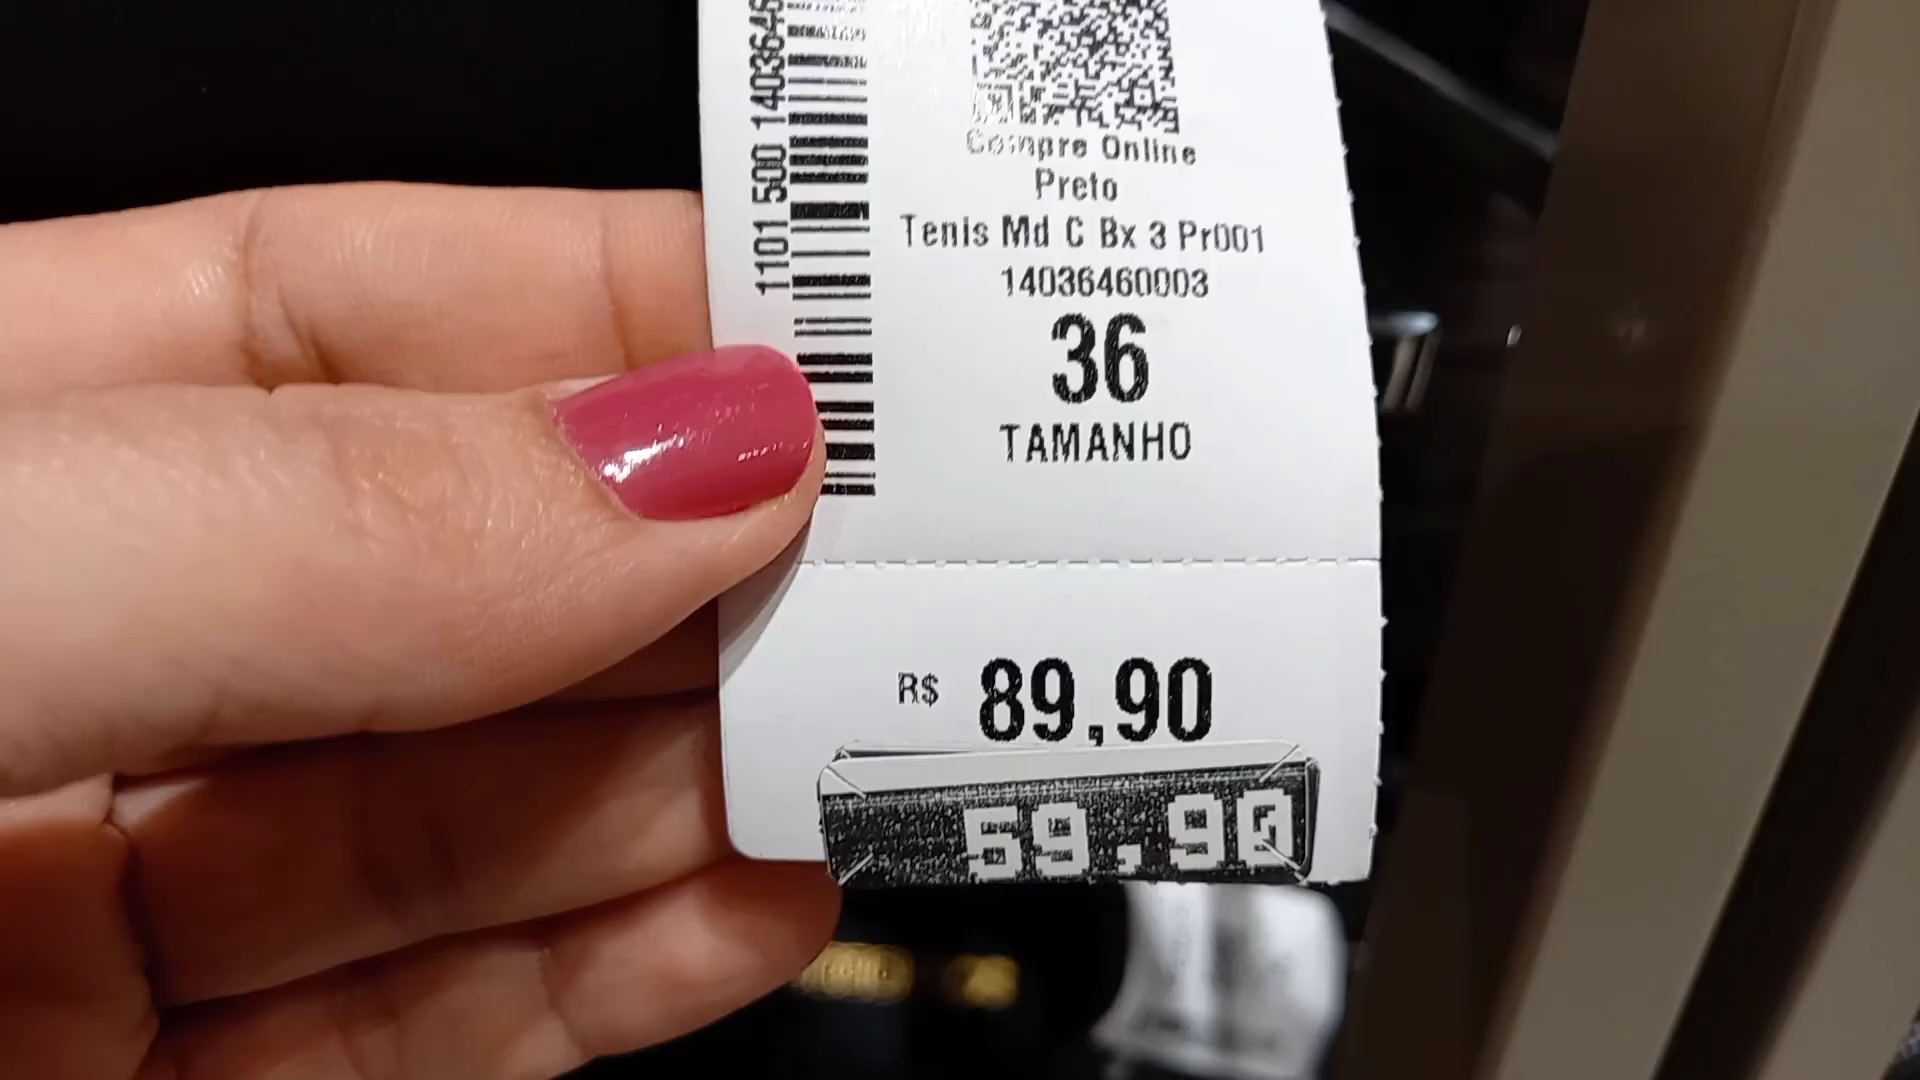 1101 500 1403646
Compre Online
Preto
Tenis Md C Bx 3 Pr001
14036460003
36
TAMANHO
R$ 89,90
59.90